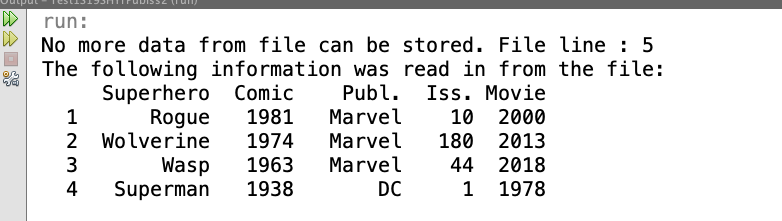 Output - Test1S19SMTPubIss2 (run)
run:
No more data from file can be stored. File line : 5
The following information was read in from the file:
Superhero Comic Publ. Iss. Movie
1 Rogue 1981 Marvel 10 2000
2 Wolverine 1974 Marvel 180 2013
3 Wasp 1963 Marvel 44 2018
4 Superman 1938 DC 1 1978